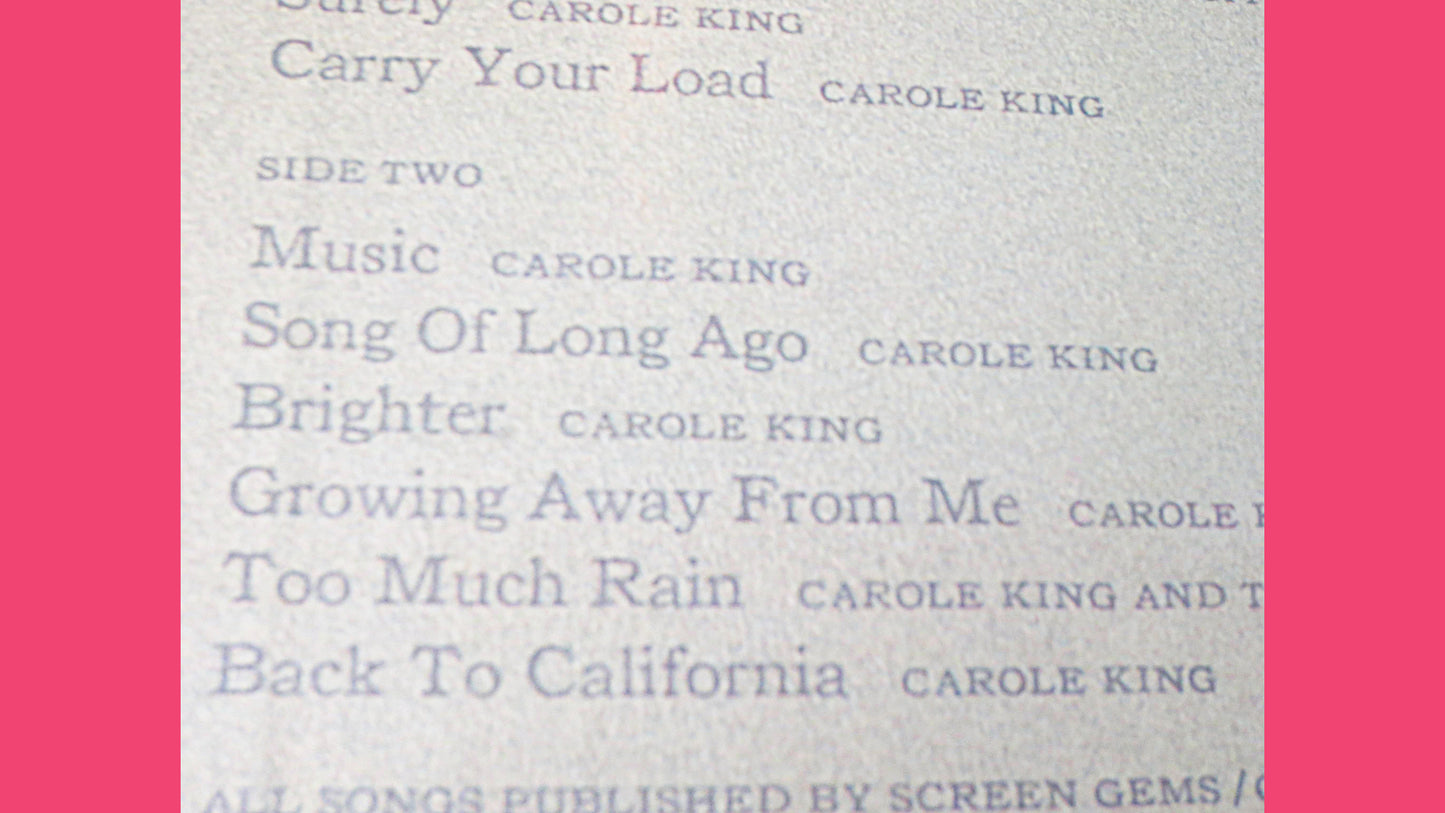 Surely CAROLE KING
Carry Your Load CAROLE KING
SIDE TWO
Music CAROLE KING
Song Of Long Ago CAROLE KING
Brighter CAROLE KING
Growing Away From Me CAROLE
Too Much Rain CAROLE KING AND
Back To California CAROLE KING
ALL SONGS PUBLISHED BY SCREEN GEMS /